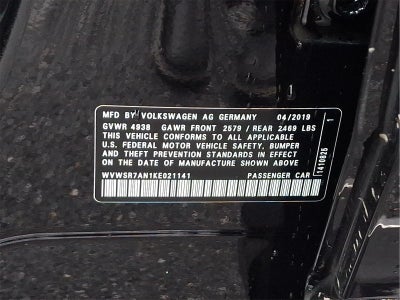 MFD BY VOLKSWAGEN AG GERMANY 04/2019
GVWR 4938 GAWR FRONT 2579 / REAR 2469 LBS
THIS VEHICLE CONFORMS TO ALL APPLICABLE
U.S. FEDERAL MOTOR VEHICLE SAFETY, BUMPER
AND THEFT PREVENTION STANDARDS IN EFFECT ON
THE DATE OF MANUFACTURE SHOWN ABOVE
WVWSR7AN1KE021141 PASSENGER CAR
1410925 1